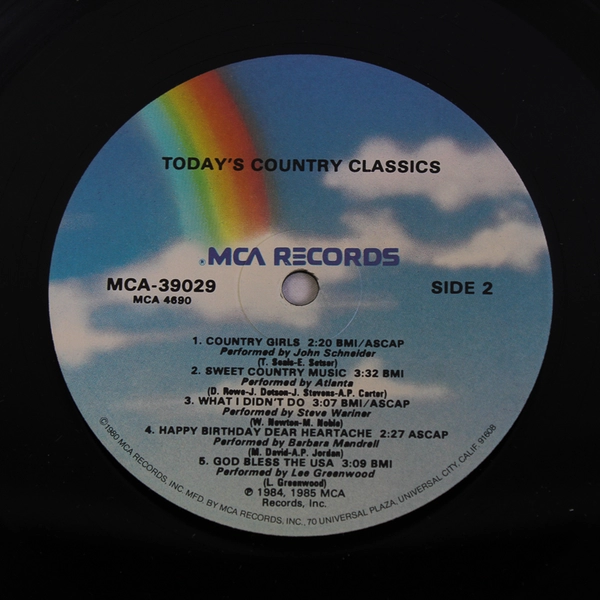 TODAY'S COUNTRY CLASSICS
MCA RECORDS
MCA-39029
MCA 4690
SIDE 2
1. COUNTRY GIRLS 2:20 BMI/ASCAP
Performed by John Schneider
(T. Seals-E. Setser)
2. SWEET COUNTRY MUSIC 3:32 BMI
Performed by Atlanta
(D. Rowe-J. Dotson-J. Stevens-A.P. Carter)
3. WHAT I DIDN'T DO 3:07 BMI/ASCAP
Performed by Steve Wariner
(W. Newton-M. Noble)
4. HAPPY BIRTHDAY DEAR HEARTACHE 2:27 ASCAP
Performed by Barbara Mandrell
(M. David-A.P. Jordan)
5. GOD BLESS THE USA 3:09 BMI
Performed by Lee Greenwood
(L. Greenwood)
℗ 1984, 1985 MCA
Records, Inc.
©1980 MCA RECORDS, INC. MFD. BY MCA RECORDS, INC., 70 UNIVERSAL PLAZA, UNIVERSAL CITY, CALIF. 91608